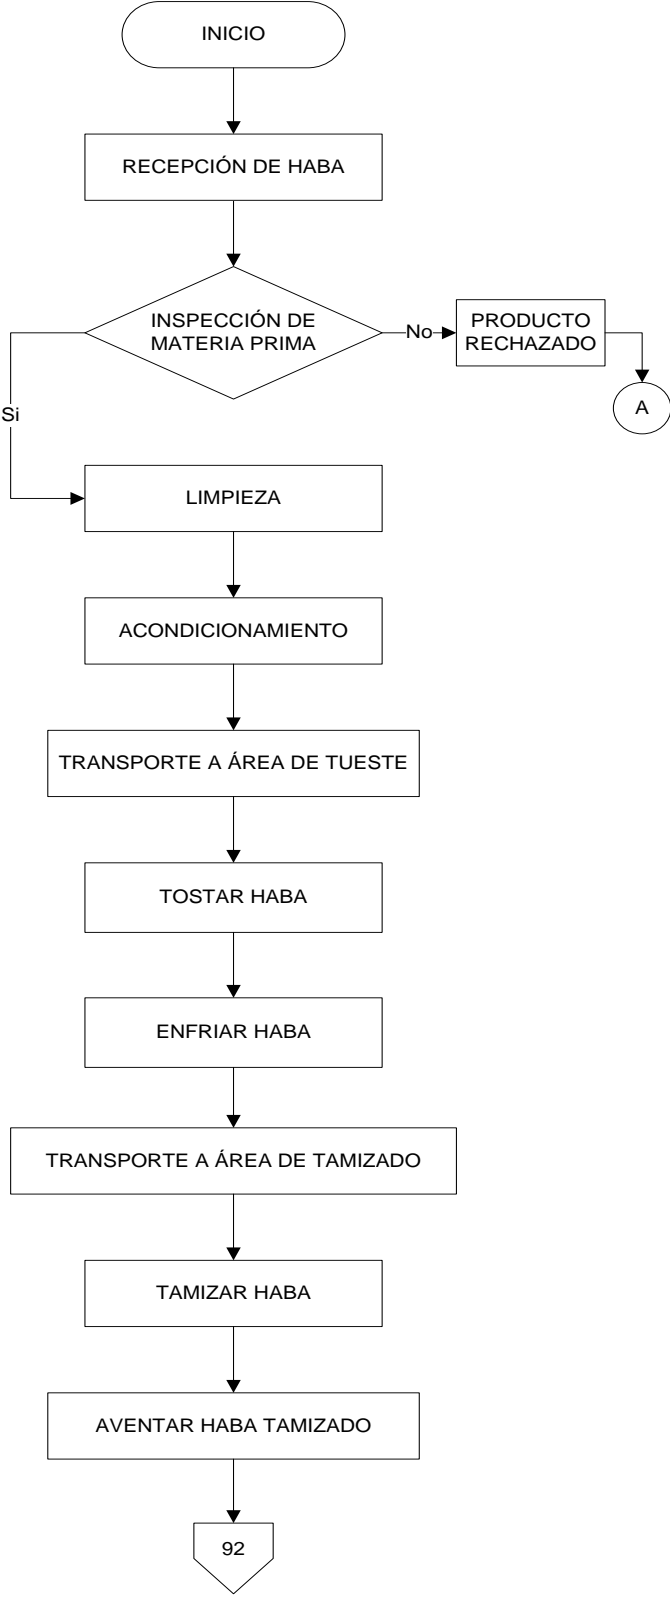 INICIO
RECEPCIÓN DE HABA
INSPECCIÓN DE
MATERIA PRIMA
No
PRODUCTO
RECHAZADO
A
Si
LIMPIEZA
ACONDICIONAMIENTO
TRANSPORTE A ÁREA DE TUESTE
TOSTAR HABA
ENFRIAR HABA
TRANSPORTE A ÁREA DE TAMIZADO
TAMIZAR HABA
AVENTAR HABA TAMIZADO
92